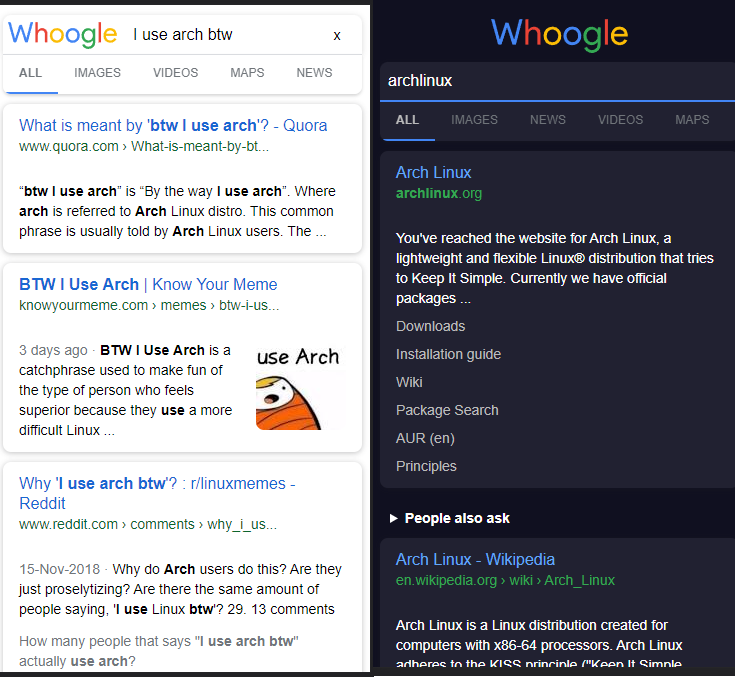 Whoogle I use arch btw x
ALL IMAGES VIDEOS MAPS NEWS
What is meant by 'btw I use arch'? - Quora
www.quora.com › What-is-meant-by-bt...
“btw I use arch” is “By the way I use arch”. Where
arch is referred to Arch Linux distro. This common
phrase is usually told by Arch Linux users. The ...
BTW I Use Arch | Know Your Meme
knowyourmeme.com › memes › btw-i-us...
3 days ago · BTW I Use Arch is a
catchphrase used to make fun of
the type of person who feels
superior because they use a more
difficult Linux ...
use Arch
Why 'I use arch btw'? : r/linuxmemes -
Reddit
www.reddit.com › comments › why_i_us...
15-Nov-2018 · Why do Arch users do this? Are they
just proselytizing? Are there the same amount of
people saying, 'I use Linux btw'? 29. 13 comments
How many people that says "I use arch btw"
actually use arch?
Whoogle
archlinux
ALL IMAGES NEWS VIDEOS MAPS
Arch Linux
archlinux.org
You've reached the website for Arch Linux, a
lightweight and flexible Linux® distribution that tries
to Keep It Simple. Currently we have official
packages ...
Downloads
Installation guide
Wiki
Package Search
AUR (en)
Principles
People also ask
Arch Linux - Wikipedia
en.wikipedia.org › wiki › Arch_Linux
Arch Linux is a Linux distribution created for
computers with x86-64 processors. Arch Linux
adheres to the KISS principle ("Keep It Simple,